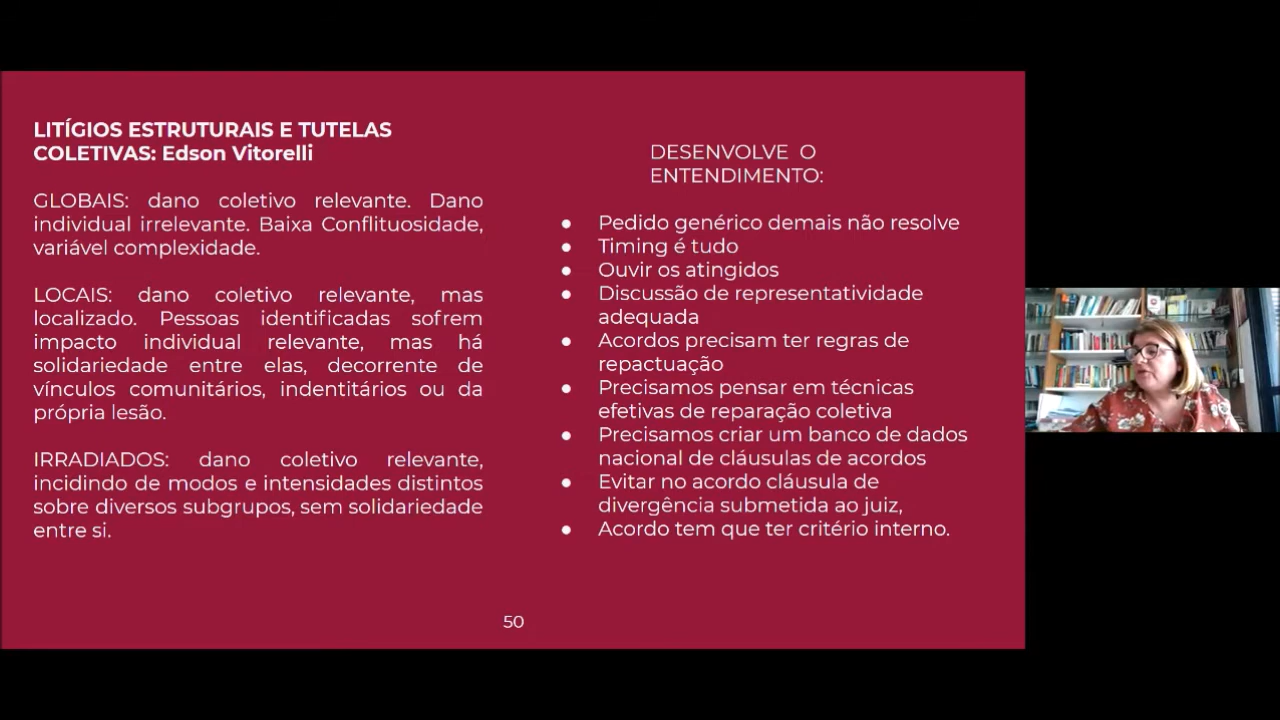 LITÍGIOS ESTRUTURAIS E TUTELAS
COLETIVAS: Edson Vitorelli
GLOBAIS: dano coletivo relevante. Dano
individual irrelevante. Baixa Conflituosidade,
variável complexidade.
LOCAIS: dano coletivo relevante, mas
localizado. Pessoas identificadas sofrem
impacto individual relevante, mas há
solidariedade entre elas, decorrente de
vínculos comunitários, indentitários ou da
própria lesão.
IRRADIADOS: dano coletivo relevante,
incidindo de modos e intensidades distintos
sobre diversos subgrupos, sem solidariedade
entre si.
DESENVOLVE O
ENTENDIMENTO:
● Pedido genérico demais não resolve
● Timing é tudo
● Ouvir os atingidos
● Discussão de representatividade
adequada
● Acordos precisam ter regras de
repactuação
● Precisamos pensar em técnicas
efetivas de reparação coletiva
● Precisamos criar um banco de dados
nacional de cláusulas de acordos
● Evitar no acordo cláusula de
divergência submetida ao juiz,
● Acordo tem que ter critério interno.
50